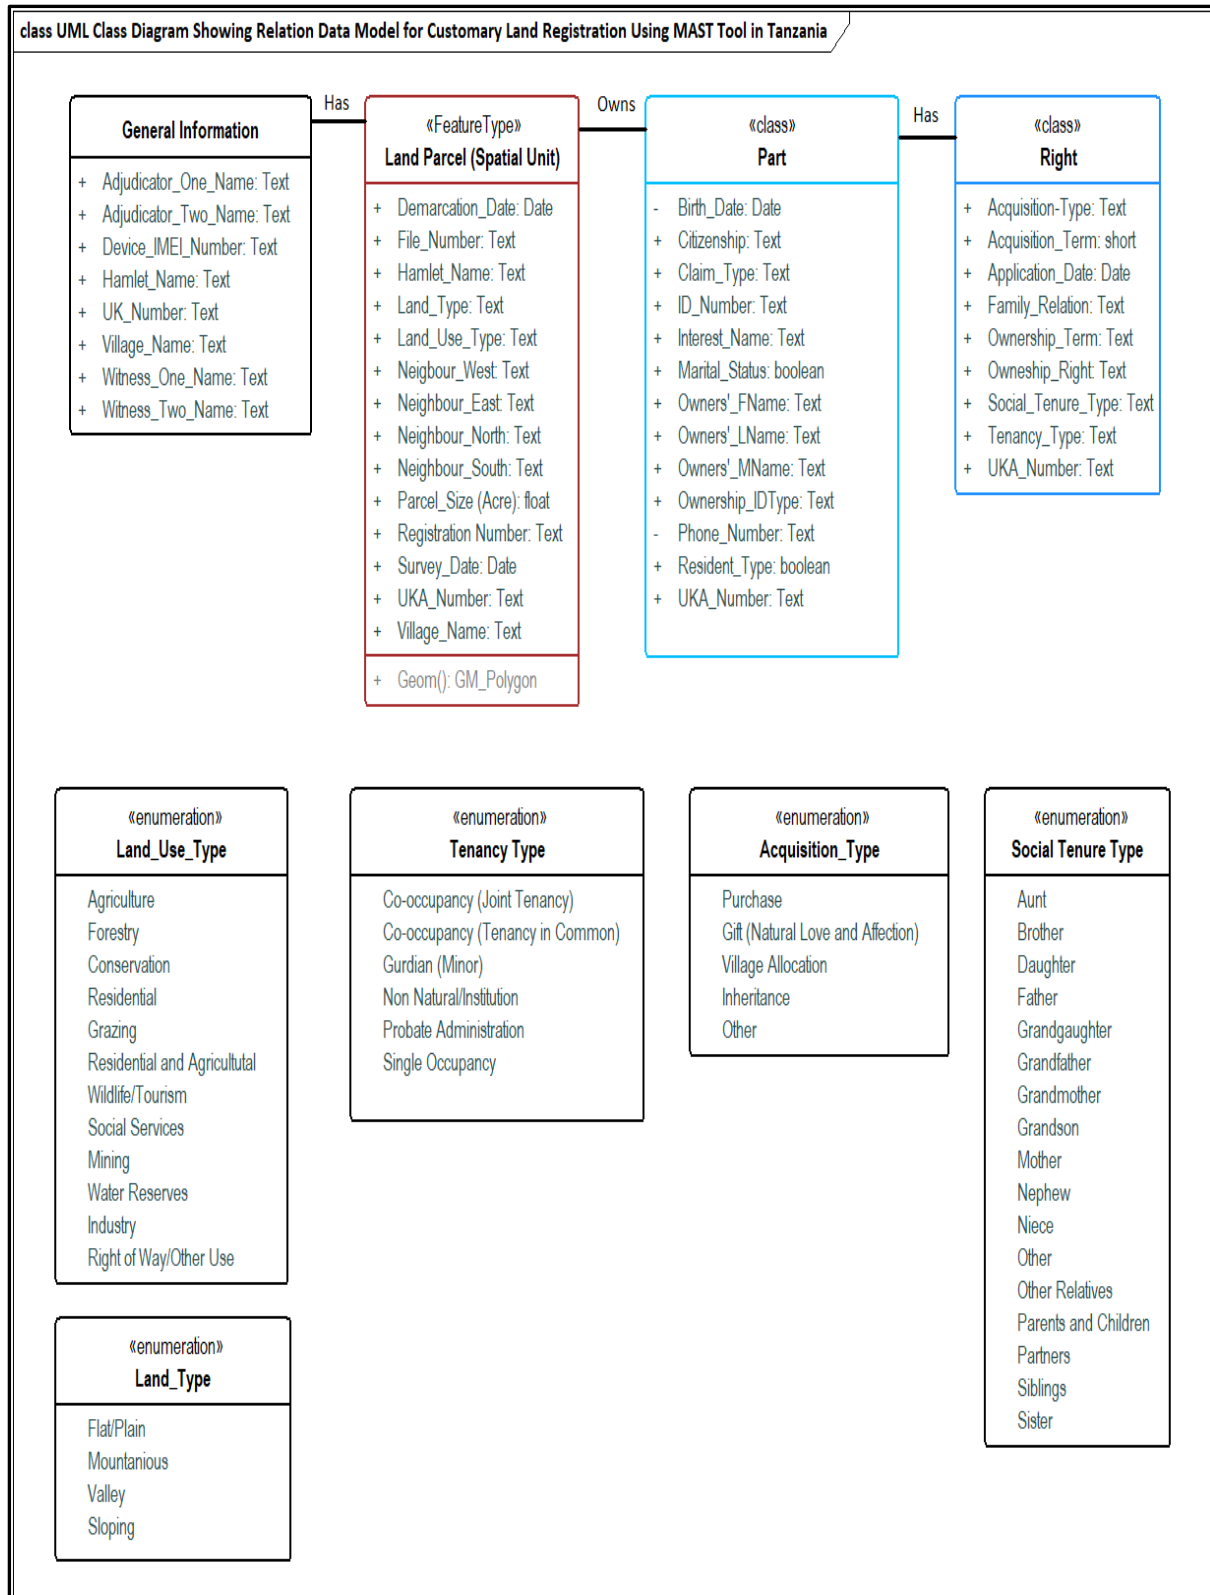 class UML Class Diagram Showing Relation Data Model for Customary Land Registration Using MAST Tool in Tanzania
General Information
+ Adjudicator_One_Name: Text
+ Adjudicator_Two_Name: Text
+ Device_IMEI_Number: Text
+ Hamlet_Name: Text
+ UK_Number: Text
+ Village_Name: Text
+ Witness_One_Name: Text
+ Witness_Two_Name: Text
Has
«FeatureType»
Land Parcel (Spatial Unit)
+ Demarcation_Date: Date
+ File_Number: Text
+ Hamlet_Name: Text
+ Land_Type: Text
+ Land_Use_Type: Text
+ Neigbour_West: Text
+ Neighbour_East: Text
+ Neighbour_North: Text
+ Neighbour_South: Text
+ Parcel_Size (Acre): float
+ Registration Number: Text
+ Survey_Date: Date
+ UKA_Number: Text
+ Village_Name: Text
+ Geom(): GM_Polygon
Owns
«class»
Part
- Birth_Date: Date
+ Citizenship: Text
+ Claim_Type: Text
+ ID_Number: Text
+ Interest_Name: Text
+ Marital_Status: boolean
+ Owners'_FName: Text
+ Owners'_LName: Text
+ Owners'_MName: Text
+ Ownership_IDType: Text
- Phone_Number: Text
+ Resident_Type: boolean
+ UKA_Number: Text
Has
«class»
Right
+ Acquisition-Type: Text
+ Acquisition_Term: short
+ Application_Date: Date
+ Family_Relation: Text
+ Ownership_Term: Text
+ Owneship_Right: Text
+ Social_Tenure_Type: Text
+ Tenancy_Type: Text
+ UKA_Number: Text
«enumeration»
Land_Use_Type
Agriculture
Forestry
Conservation
Residential
Grazing
Residential and Agricultutal
Wildlife/Tourism
Social Services
Mining
Water Reserves
Industry
Right of Way/Other Use
«enumeration»
Tenancy Type
Co-occupancy (Joint Tenancy)
Co-occupancy (Tenancy in Common)
Gurdian (Minor)
Non Natural/Institution
Probate Administration
Single Occupancy
«enumeration»
Acquisition_Type
Purchase
Gift (Natural Love and Affection)
Village Allocation
Inheritance
Other
«enumeration»
Social Tenure Type
Aunt
Brother
Daughter
Father
Grandgaughter
Grandfather
Grandmother
Grandson
Mother
Nephew
Niece
Other
Other Relatives
Parents and Children
Partners
Siblings
Sister
«enumeration»
Land_Type
Flat/Plain
Mountanious
Valley
Sloping